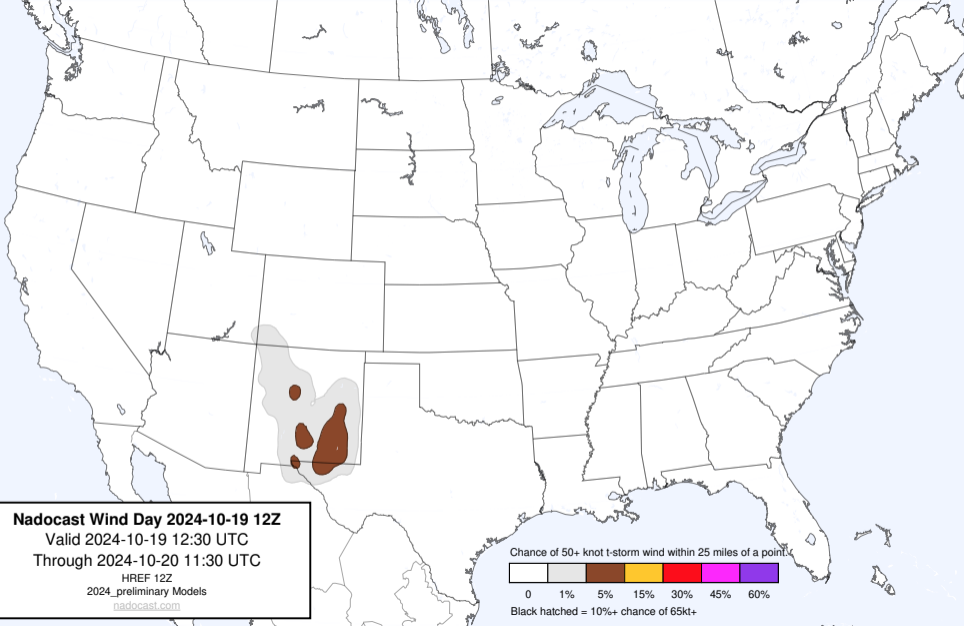 Nadocast Wind Day 2024-10-19 12Z
Valid 2024-10-19 12:30 UTC
Through 2024-10-20 11:30 UTC
HREF 12Z
2024_preliminary Models
nadocast.com
Chance of 50+ knot t-storm wind within 25 miles of a point.
0 1% 5% 15% 30% 45% 60%
Black hatched = 10%+ chance of 65kt+